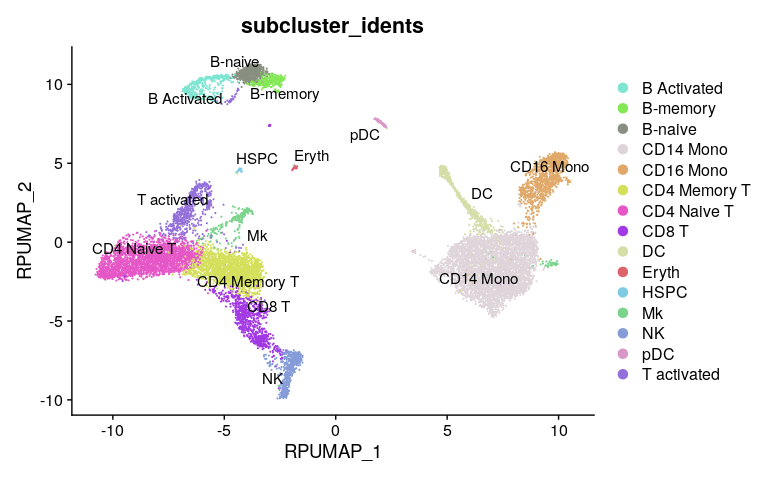 subcluster_idents
B-naive
B Activated
B-memory
pDC
HSPC
Eryth
CD16 Mono
T activated
DC
Mk
CD4 Naive T
CD4 Memory T
CD14 Mono
CD8 T
NK
10
5
0
-5
-10
RPUMAP_2
-10
-5
0
5
10
RPUMAP_1
B Activated
B-memory
B-naive
CD14 Mono
CD16 Mono
CD4 Memory T
CD4 Naive T
CD8 T
DC
Eryth
HSPC
Mk
NK
pDC
T activated